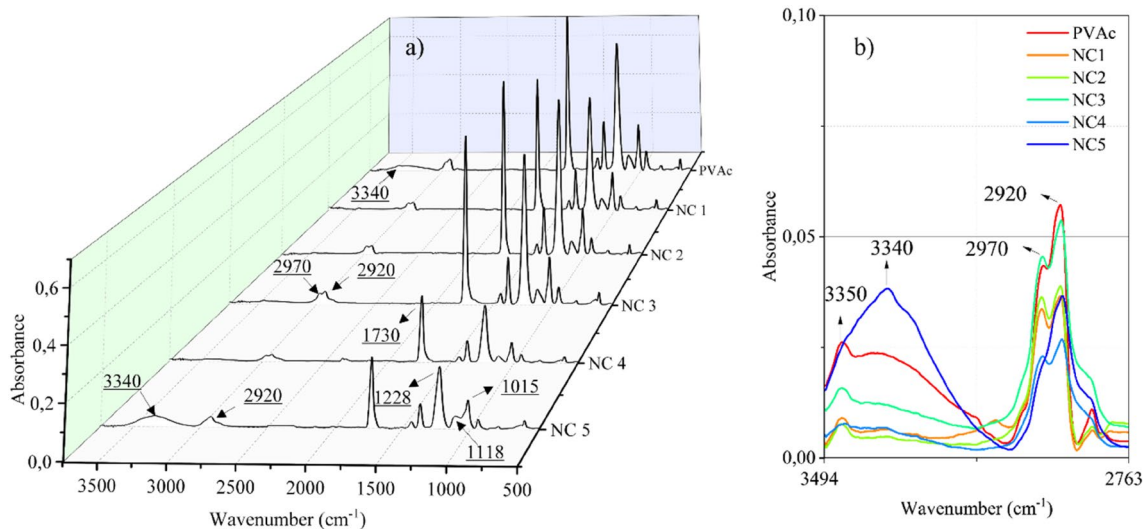 a)
3340
PVAc
NC 1
NC 2
2970
2920
NC 3
1730
NC 4
3340
2920
1228
1015
1118
NC 5
0,6
0,4
0,2
0,0
Absorbance
3500
3000
2500
2000
1500
1000
500
Wavenumber (cm⁻¹)
b)
PVAc
NC1
NC2
NC3
NC4
NC5
2920
2970
3340
3350
0,10
0,05
0,00
Absorbance
3494
2763
Wavenumber (cm⁻¹)